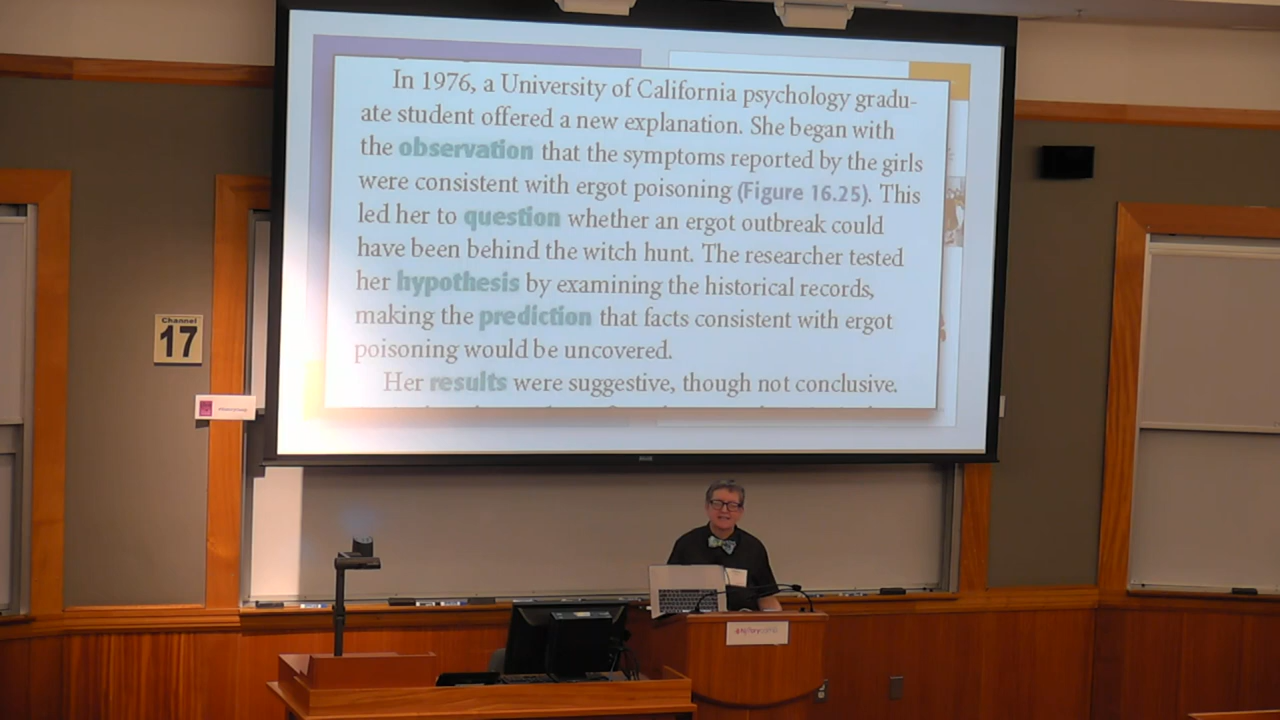 In 1976, a University of California psychology gradu-
ate student offered a new explanation. She began with
the observation that the symptoms reported by the girls
were consistent with ergot poisoning (Figure 16.25). This
led her to question whether an ergot outbreak could
have been behind the witch hunt. The researcher tested
her hypothesis by examining the historical records,
making the prediction that facts consistent with ergot
poisoning would be uncovered.
Her results were suggestive, though not conclusive.
Channel
17